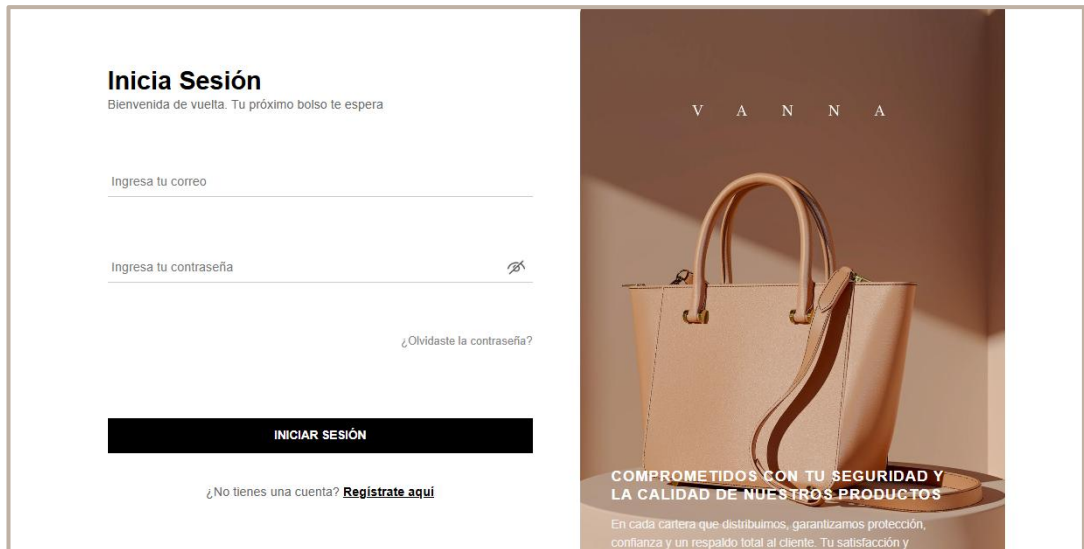 Inicia Sesión
Bienvenida de vuelta. Tu próximo bolso te espera
Ingresa tu correo
Ingresa tu contraseña
¿Olvidaste la contraseña?
INICIAR SESIÓN
¿No tienes una cuenta? Regístrate aquí
V A N N A
COMPROMETIDOS CON TU SEGURIDAD Y
LA CALIDAD DE NUESTROS PRODUCTOS
En cada cartera que distribuimos, garantizamos protección,
confianza y un respaldo total al cliente. Tu satisfacción y